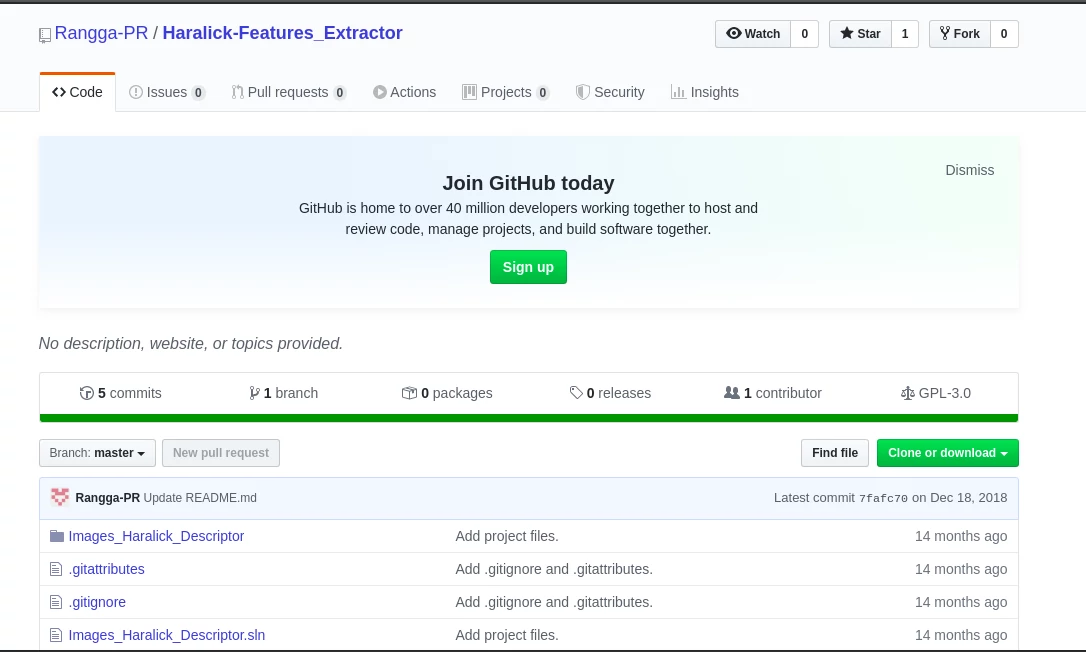 Rangga-PR / Haralick-Features_Extractor
Watch 0 Star 1 Fork 0
Code Issues 0 Pull requests 0 Actions Projects 0 Security Insights
Dismiss
Join GitHub today
GitHub is home to over 40 million developers working together to host and
review code, manage projects, and build software together.
Sign up
No description, website, or topics provided.
5 commits 1 branch 0 packages 0 releases 1 contributor GPL-3.0
Branch: master New pull request Find file Clone or download
Rangga-PR Update README.md Latest commit 7fafc70 on Dec 18, 2018
Images_Haralick_Descriptor Add project files. 14 months ago
.gitattributes Add .gitignore and .gitattributes. 14 months ago
.gitignore Add .gitignore and .gitattributes. 14 months ago
Images_Haralick_Descriptor.sln Add project files. 14 months ago